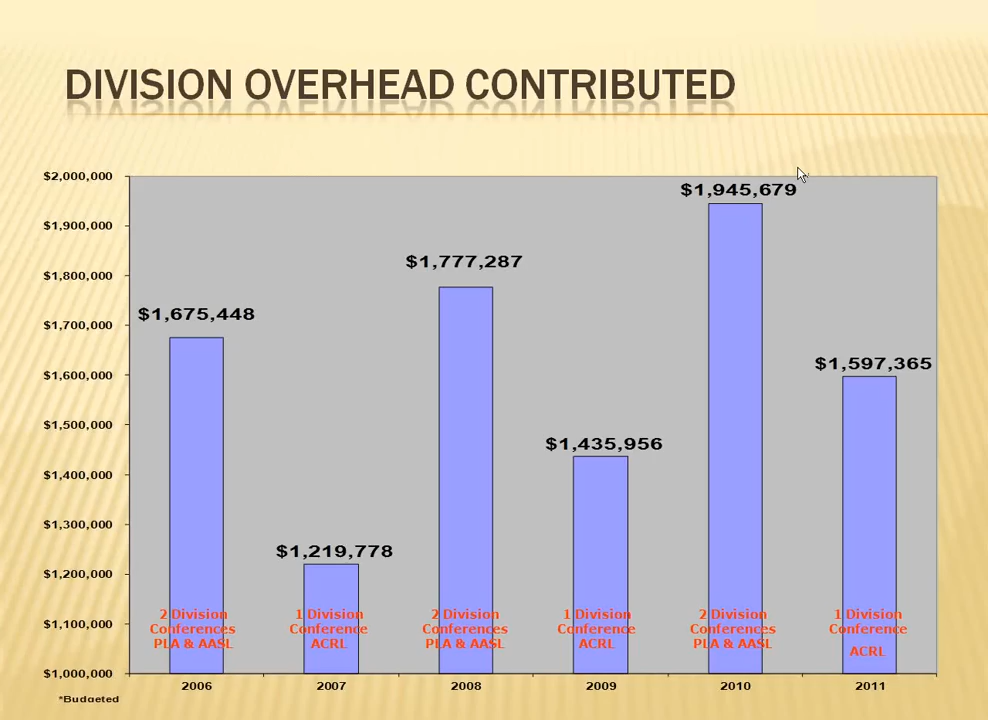 DIVISION OVERHEAD CONTRIBUTED
$2,000,000
$1,900,000
$1,800,000
$1,700,000
$1,600,000
$1,500,000
$1,400,000
$1,300,000
$1,200,000
$1,100,000
$1,000,000
$1,675,448
$1,219,778
$1,777,287
$1,435,956
$1,945,679
$1,597,365
2 Division
Conferences
PLA & AASL
1 Division
Conference
ACRL
2 Division
Conferences
PLA & AASL
1 Division
Conference
ACRL
2 Division
Conferences
PLA & AASL
1 Division
Conference
ACRL
2006 2007 2008 2009 2010 2011
*Budgeted